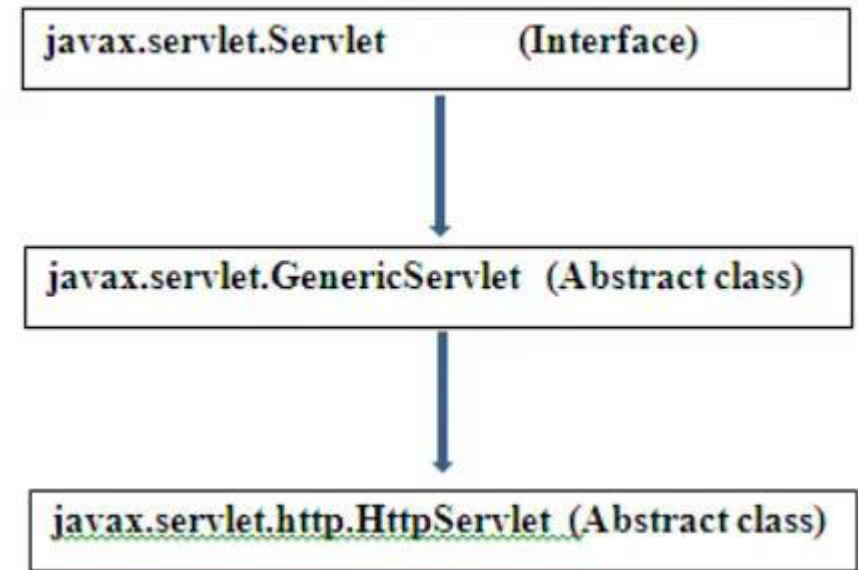 javax.servlet.Servlet (Interface)
javax.servlet.GenericServlet (Abstract class)
javax.servlet.http.HttpServlet (Abstract class)